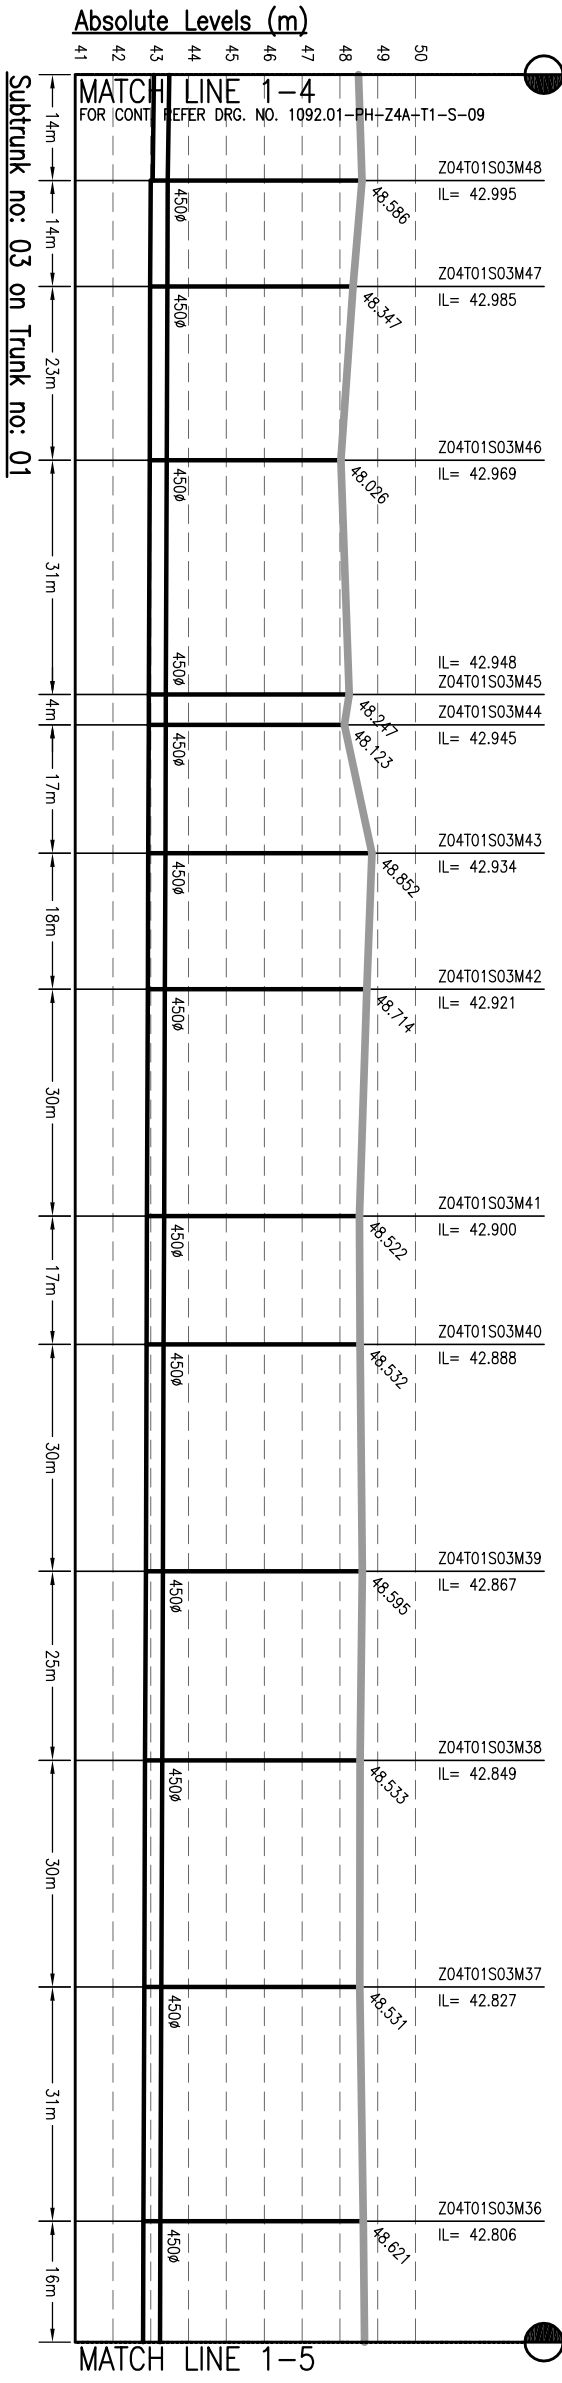 Absolute Levels (m)
41 42 43 44 45 46 47 48 49 50
MATCH LINE 1-4
FOR CONT. REFER DRG. NO. 1092.01-PH-Z4A-T1-S-09
Subtrunk no: 03 on Trunk no: 01
14m
Z04T01S03M48
IL= 42.995
48.586
450ø
14m
Z04T01S03M47
IL= 42.985
48.347
450ø
23m
Z04T01S03M46
IL= 42.969
48.026
450ø
31m
IL= 42.948
Z04T01S03M45
48.247
450ø
4m
Z04T01S03M44
IL= 42.945
48.123
450ø
17m
Z04T01S03M43
IL= 42.934
48.852
450ø
18m
Z04T01S03M42
IL= 42.921
48.714
450ø
30m
Z04T01S03M41
IL= 42.900
48.522
450ø
17m
Z04T01S03M40
IL= 42.888
48.532
450ø
30m
Z04T01S03M39
IL= 42.867
48.595
450ø
25m
Z04T01S03M38
IL= 42.849
48.533
450ø
30m
Z04T01S03M37
IL= 42.827
48.531
450ø
31m
Z04T01S03M36
IL= 42.806
48.621
450ø
16m
MATCH LINE 1-5